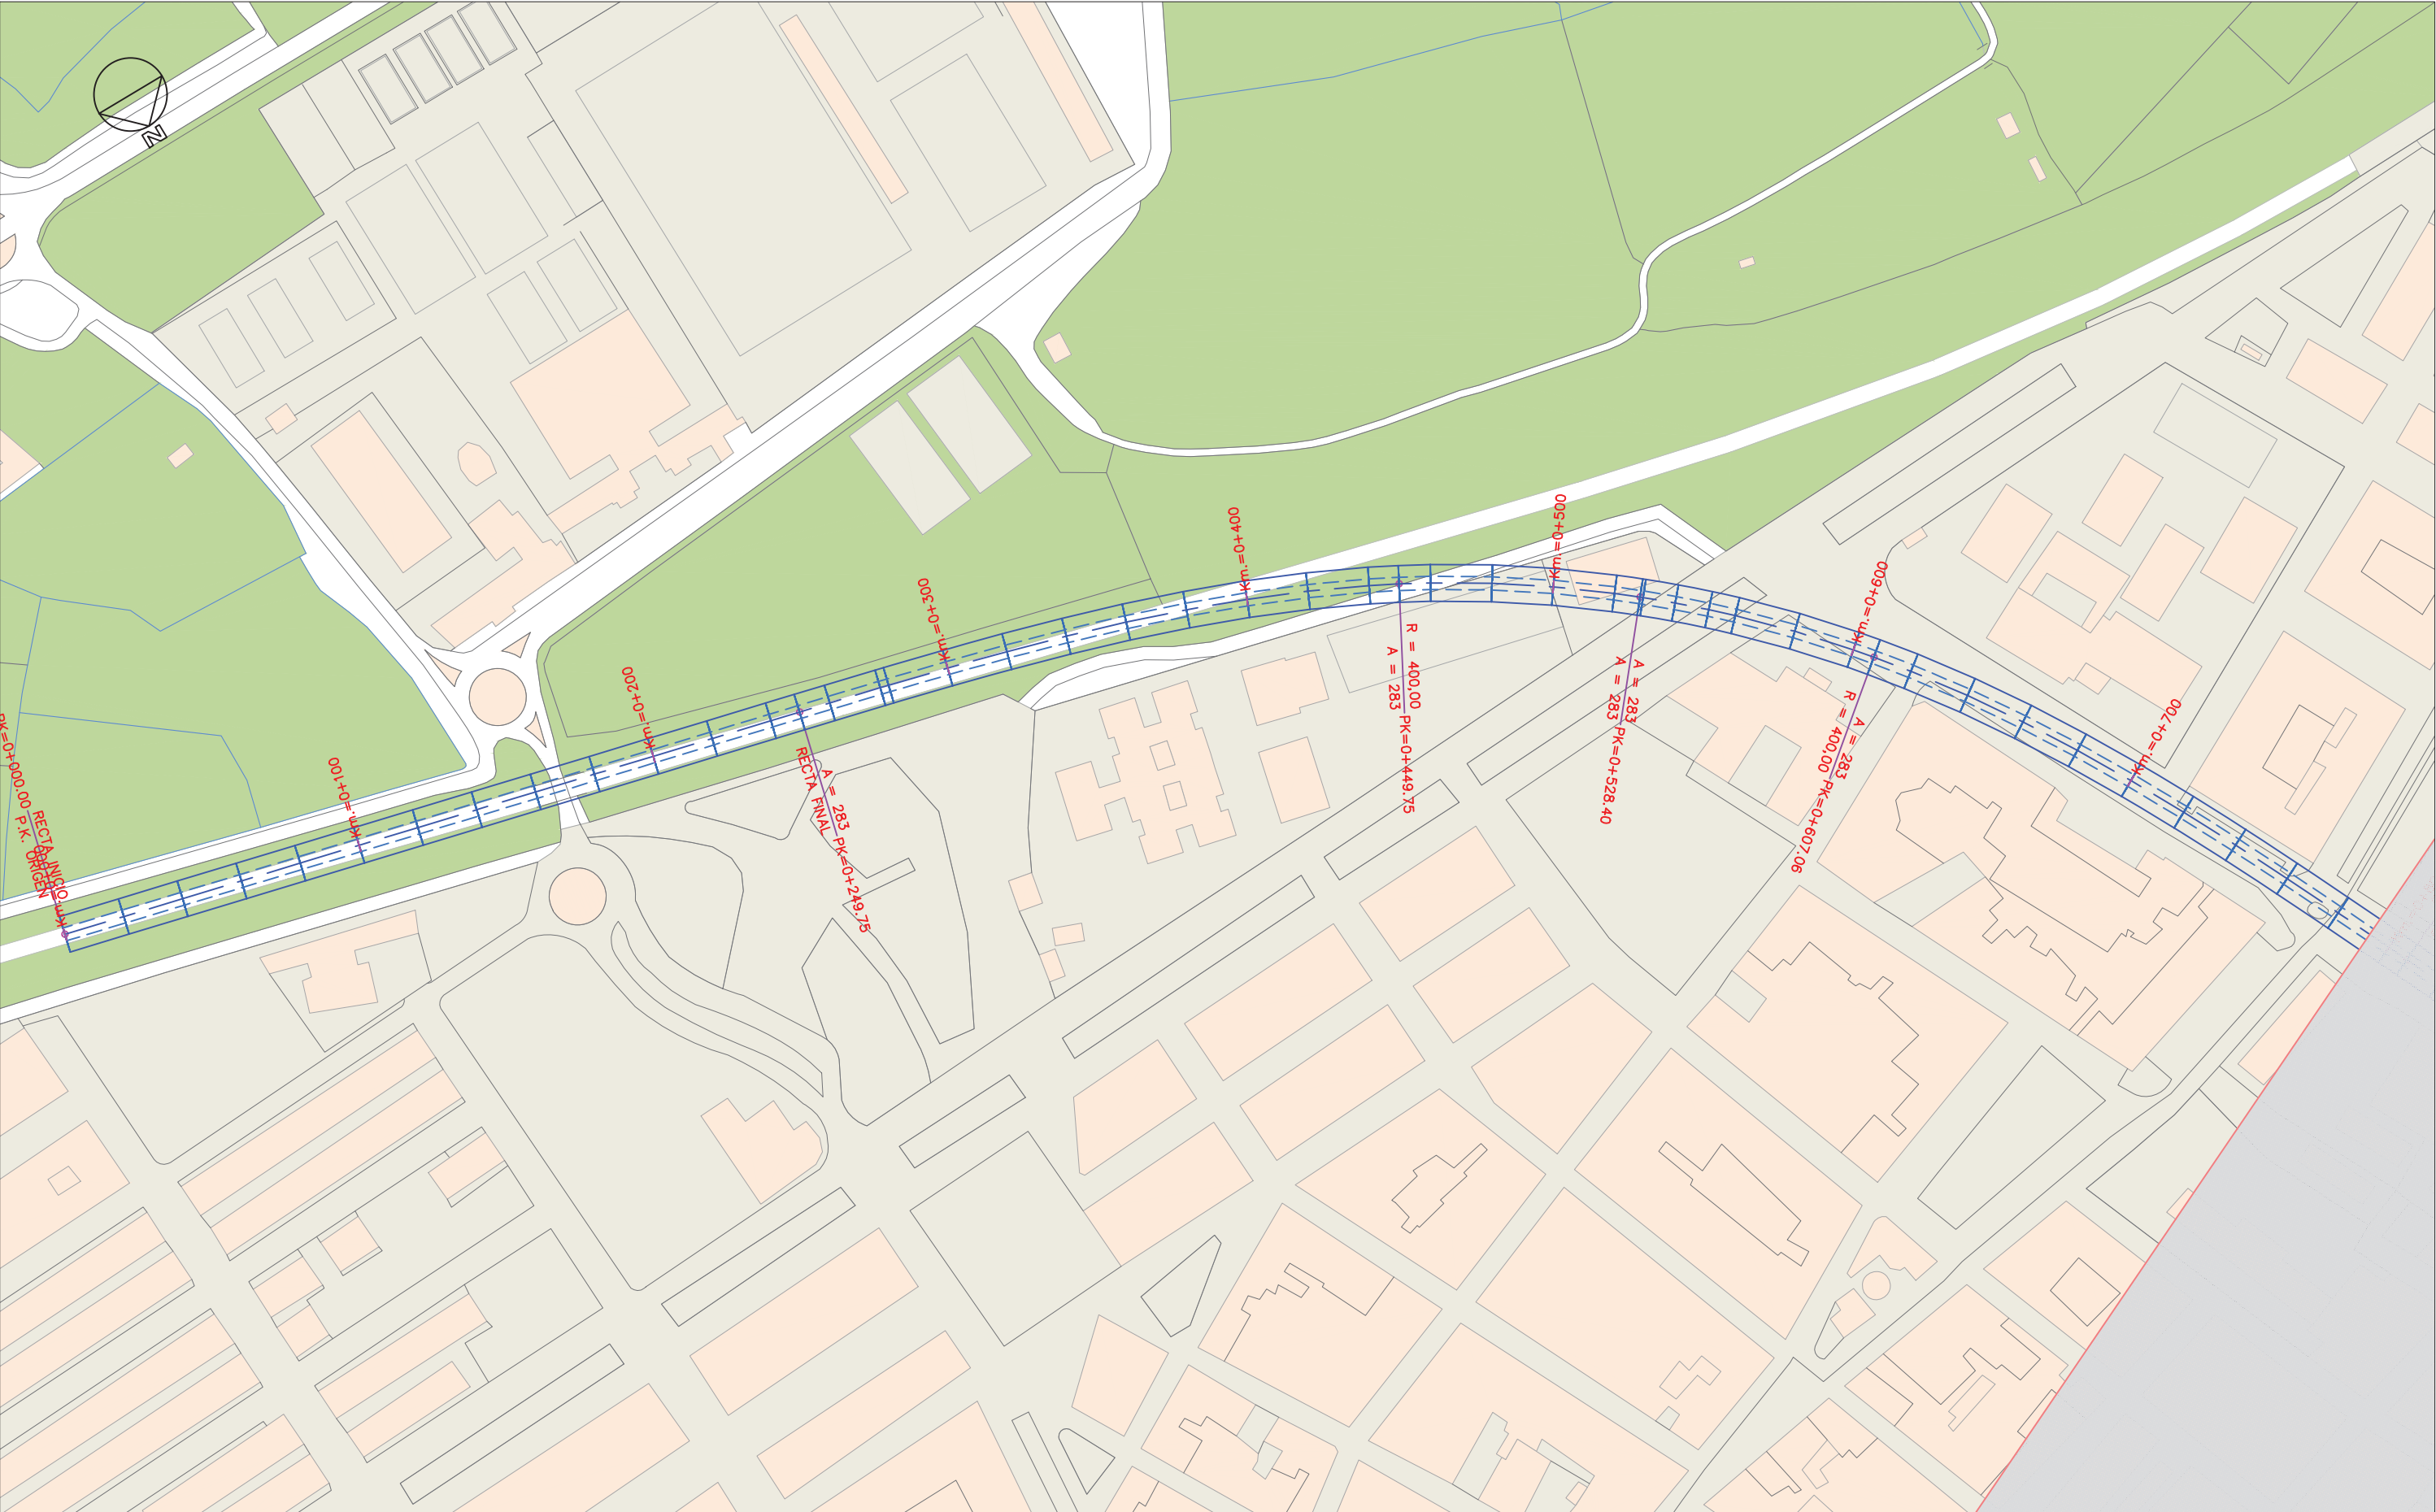 N
PK=0+000.00 P.K. ORIGEN
RECTA INICIO
Km.=0+100
Km.=0+200
A = 283 PK=0+249.75
RECTA FINAL
Km.=0+300
Km.=0+400
R = 400,00
A = 283 PK=0+449.75
Km.=0+500
A = 283
A = 283 PK=0+528.40
Km.=0+600
A = 283
R = 400,00 PK=0+607.06
Km.=0+700